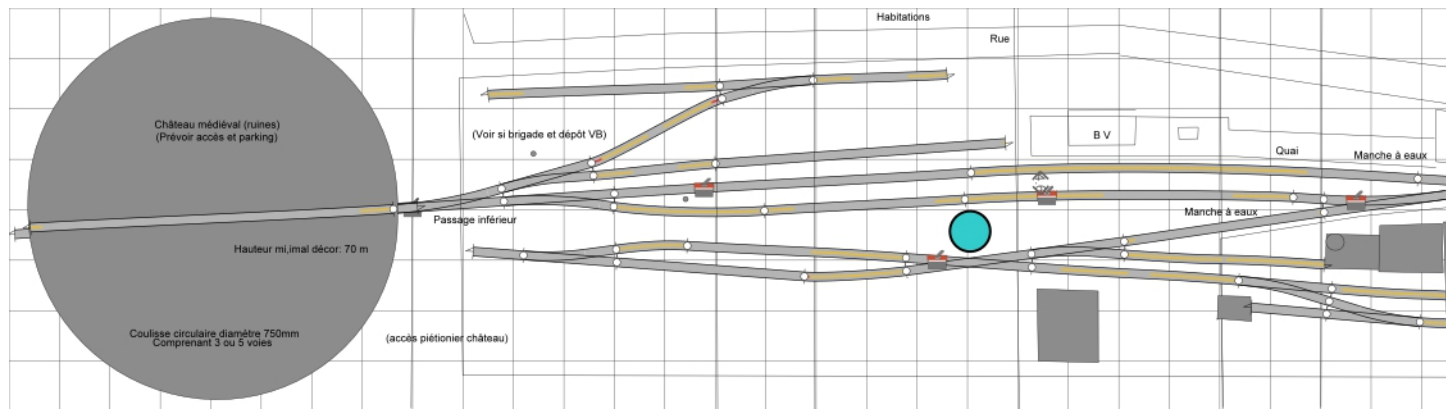 Habitations
Rue
Château médiéval (ruines)
(Prévoir accès et parking)
(Voir si brigade et dépôt VB)
B V
Quai
Manche à eaux
Passage inférieur
Manche à eaux
Hauteur mi,imal décor: 70 m
Coulisse circulaire diamètre 750mm
Comprenant 3 ou 5 voies
(accès piétionier château)